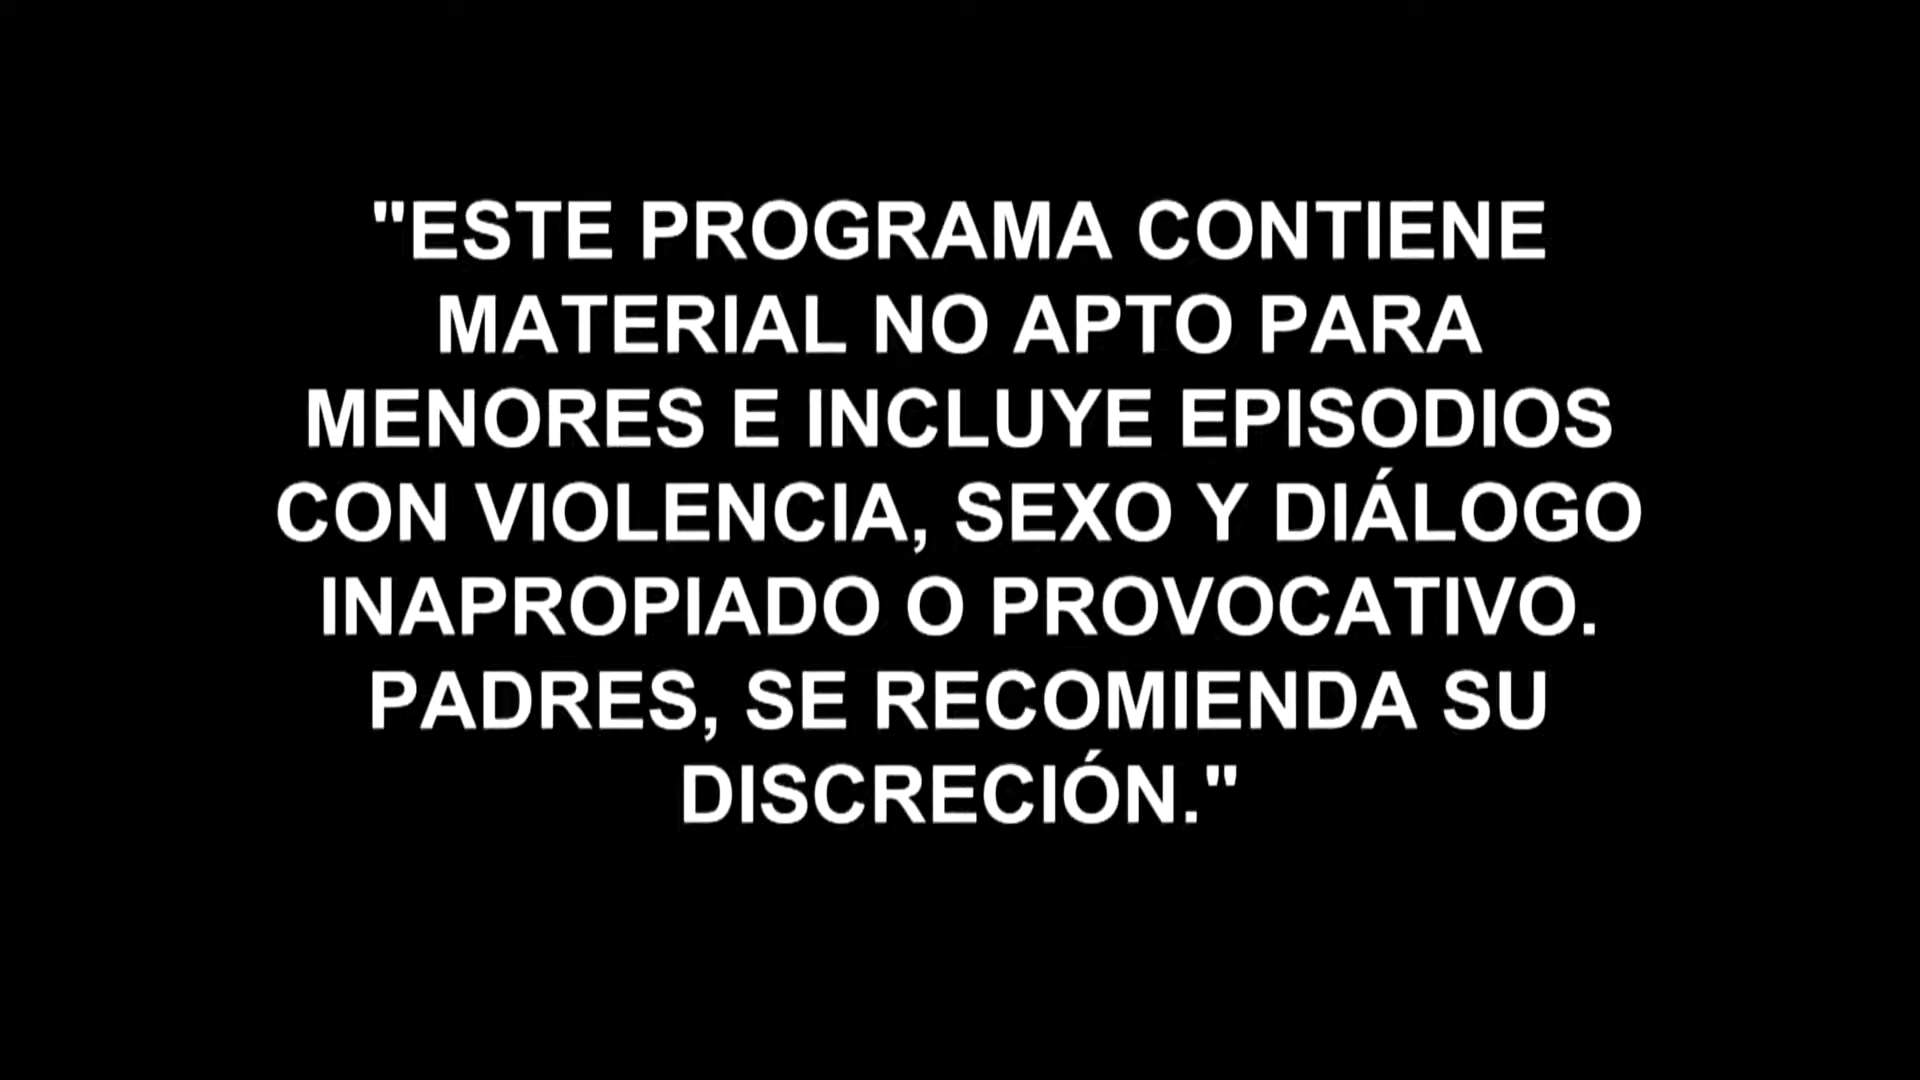 "ESTE PROGRAMA CONTIENE
MATERIAL NO APTO PARA
MENORES E INCLUYE EPISODIOS
CON VIOLENCIA, SEXO Y DIÁLOGO
INAPROPIADO O PROVOCATIVO.
PADRES, SE RECOMIENDA SU
DISCRECIÓN."